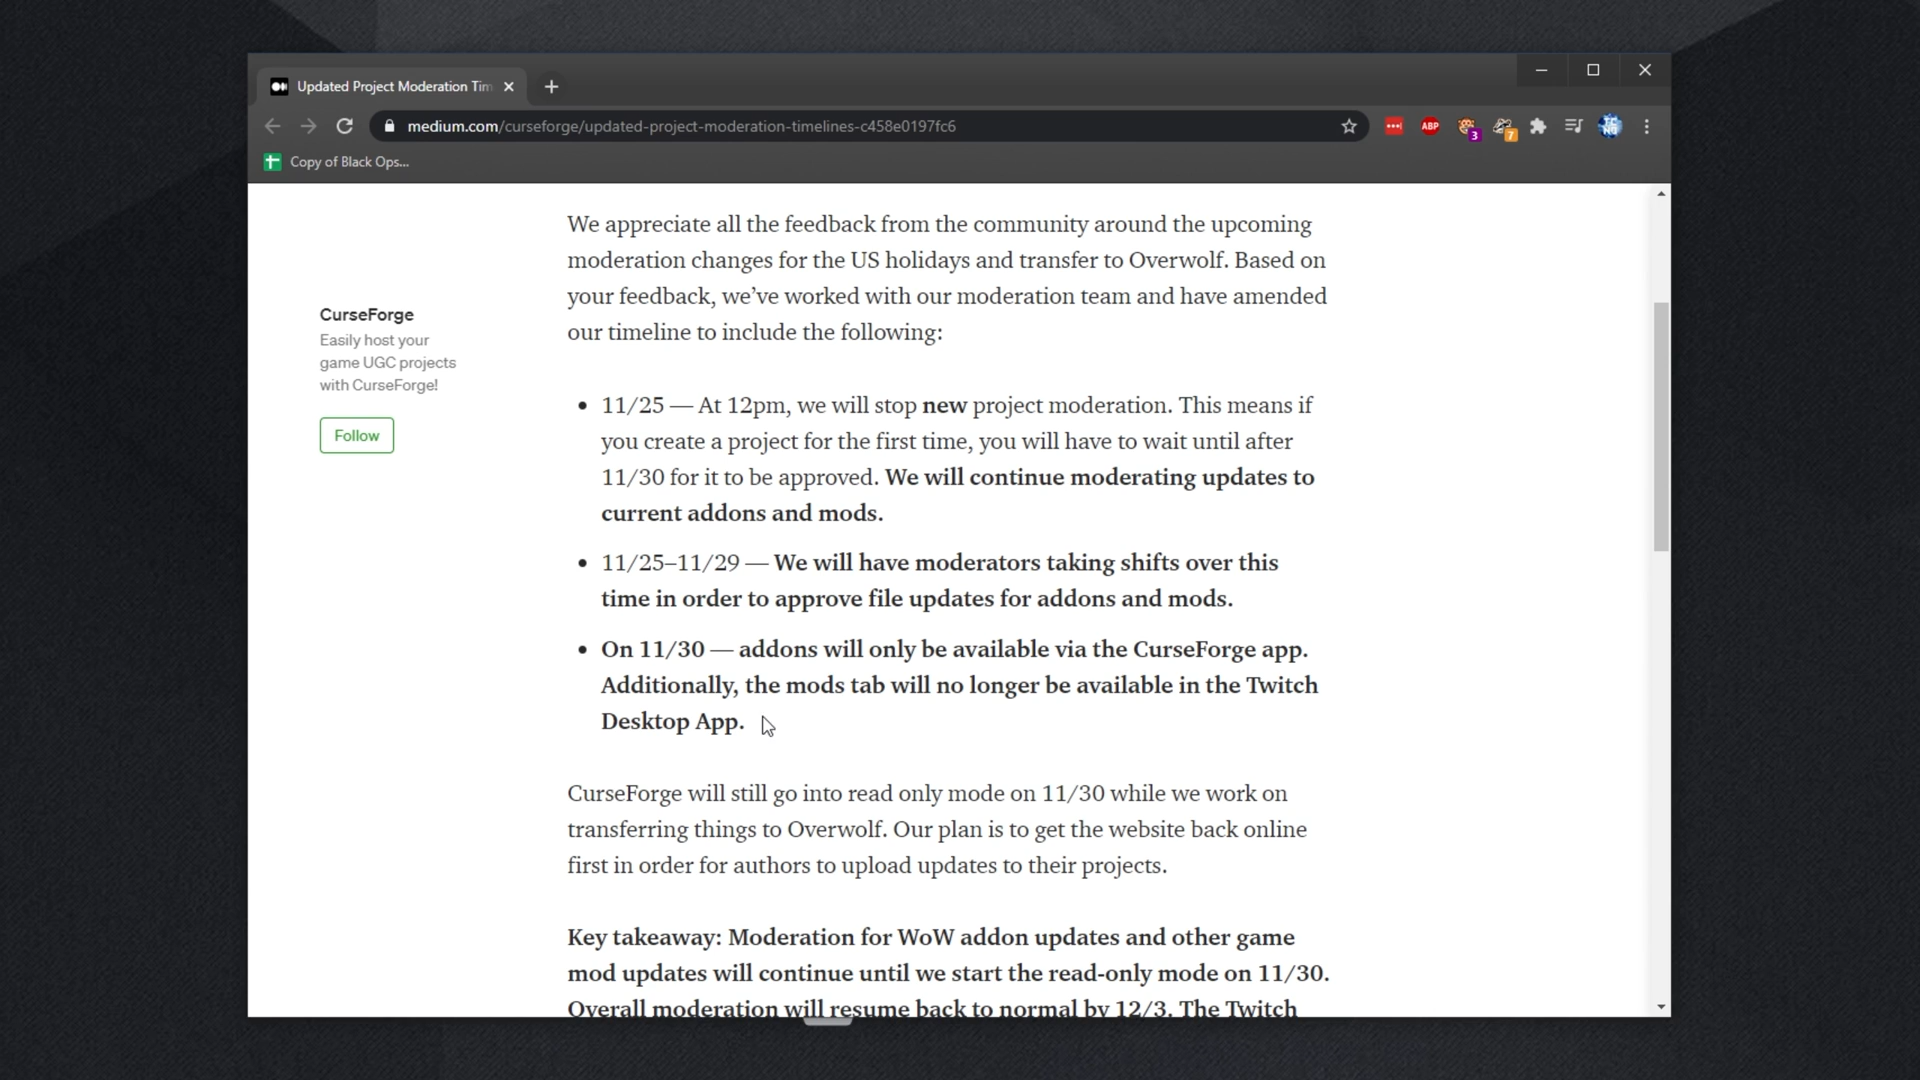 Updated Project Moderation Tim
medium.com/curseforge/updated-project-moderation-timelines-c458e0197fc6
ABP
3
7
Copy of Black Ops...
CurseForge
Easily host your
game UGC projects
with CurseForge!
Follow
We appreciate all the feedback from the community around the upcoming
moderation changes for the US holidays and transfer to Overwolf. Based on
your feedback, we’ve worked with our moderation team and have amended
our timeline to include the following:
• 11/25 — At 12pm, we will stop new project moderation. This means if
you create a project for the first time, you will have to wait until after
11/30 for it to be approved. We will continue moderating updates to
current addons and mods.
• 11/25–11/29 — We will have moderators taking shifts over this
time in order to approve file updates for addons and mods.
• On 11/30 — addons will only be available via the CurseForge app.
Additionally, the mods tab will no longer be available in the Twitch
Desktop App.
CurseForge will still go into read only mode on 11/30 while we work on
transferring things to Overwolf. Our plan is to get the website back online
first in order for authors to upload updates to their projects.
Key takeaway: Moderation for WoW addon updates and other game
mod updates will continue until we start the read-only mode on 11/30.
Overall moderation will resume back to normal by 12/3. The Twitch